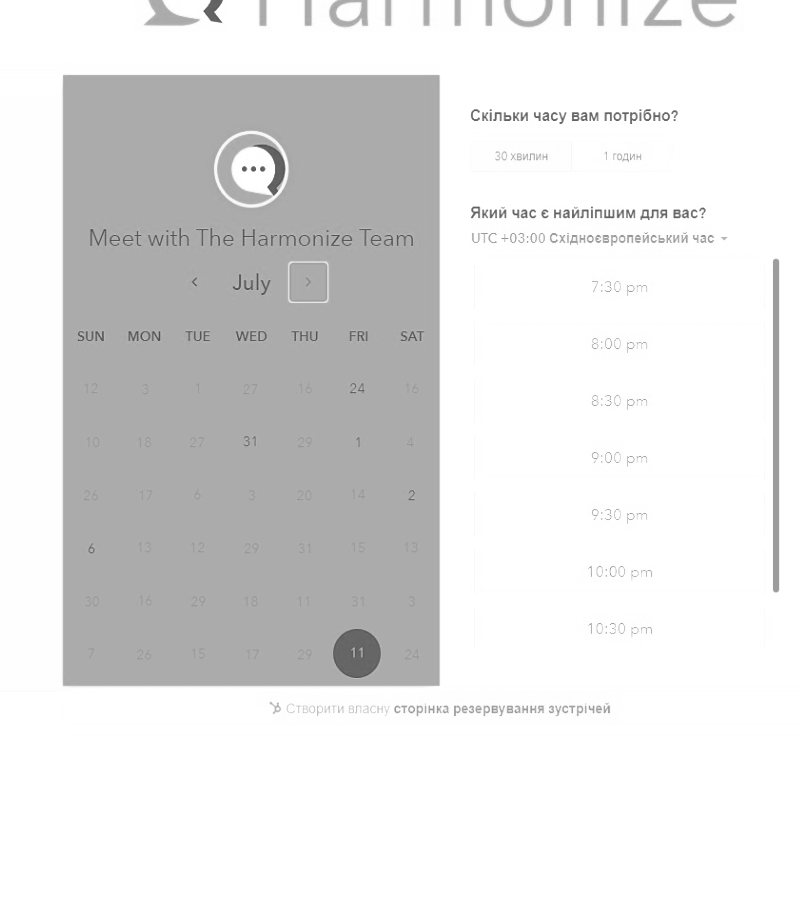 Harmonize
Скільки часу вам потрібно?
30 хвилин
1 годин
Meet with The Harmonize Team
Який час є найліпшим для вас?
UTC +03:00 Східноєвропейський час
July
SUN MON TUE WED THU FRI SAT
12 3 1 27 16 24 16
10 18 27 31 29 1 4
26 17 6 3 20 14 2
6 13 12 29 31 15 13
30 16 29 18 11 31 3
7 26 15 17 29 11 24
7:30 pm
8:00 pm
8:30 pm
9:00 pm
9:30 pm
10:00 pm
10:30 pm
Створити власну сторінка резервування зустрічей